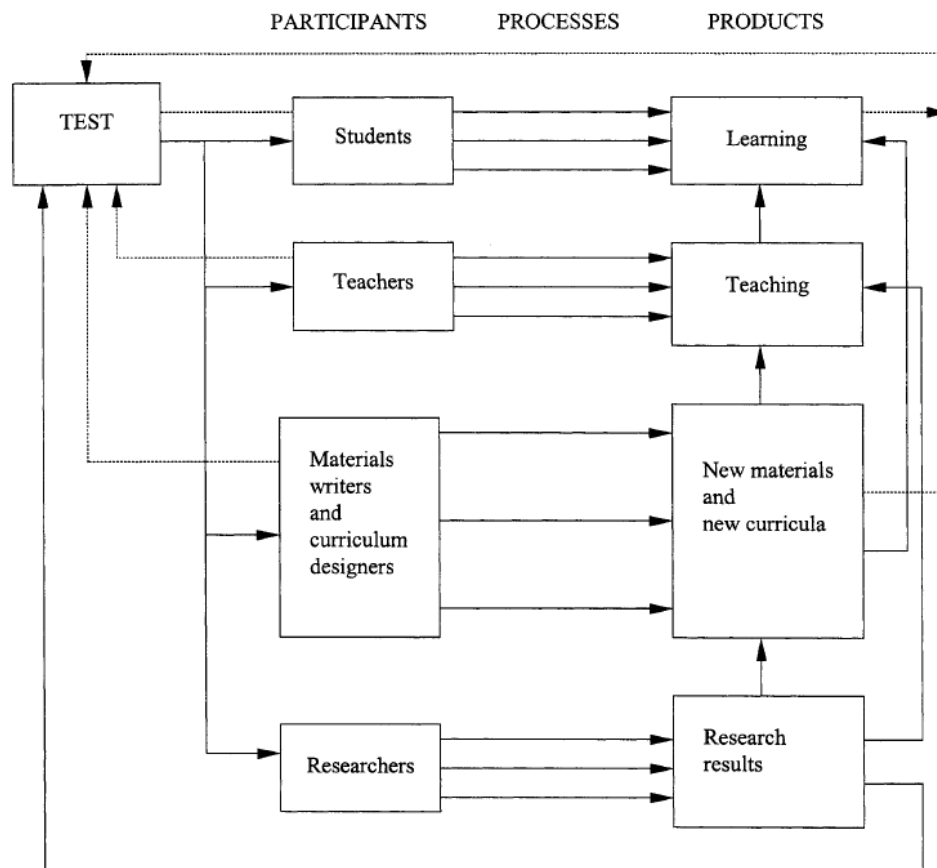 PARTICIPANTS PROCESSES PRODUCTS
TEST
Students
Learning
Teachers
Teaching
Materials
writers
and
curriculum
designers
New materials
and
new curricula
Researchers
Research
results